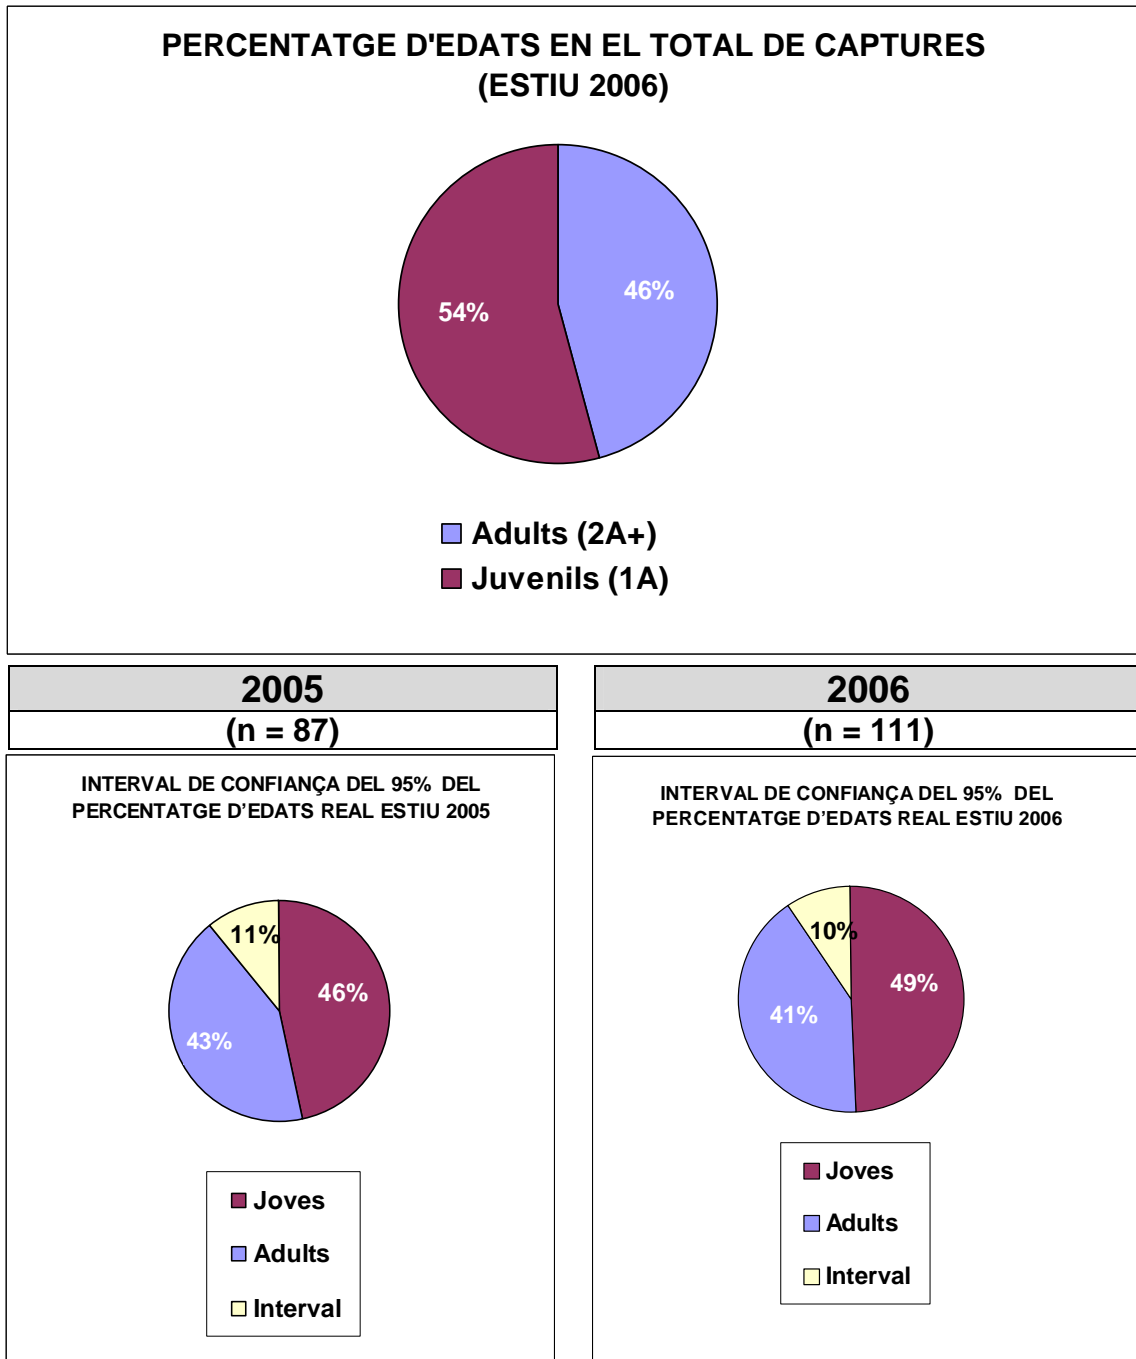 PERCENTATGE D'EDATS EN EL TOTAL DE CAPTURES
(ESTIU 2006)
46%
54%
Adults (2A+)
Juvenils (1A)
2005
(n = 87)
INTERVAL DE CONFIANÇA DEL 95% DEL
PERCENTATGE D’EDATS REAL ESTIU 2005
11%
46%
43%
Joves
Adults
Interval
2006
(n = 111)
INTERVAL DE CONFIANÇA DEL 95% DEL
PERCENTATGE D’EDATS REAL ESTIU 2006
10%
49%
41%
Joves
Adults
Interval